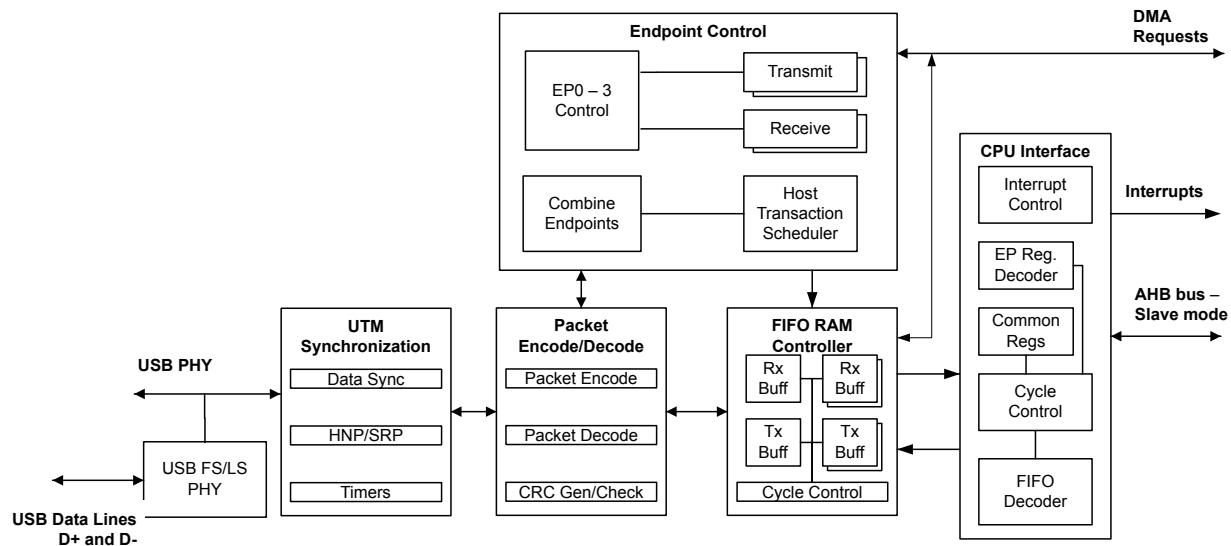 Endpoint Control
EP0 – 3
Control
Transmit
Receive
Combine
Endpoints
Host
Transaction
Scheduler
DMA
Requests
CPU Interface
Interrupt
Control
EP Reg.
Decoder
Common
Regs
Cycle
Control
FIFO
Decoder
Interrupts
AHB bus –
Slave mode
UTM
Synchronization
Data Sync
HNP/SRP
Timers
Packet
Encode/Decode
Packet Encode
Packet Decode
CRC Gen/Check
FIFO RAM
Controller
Rx
Buff
Rx
Buff
Tx
Buff
Tx
Buff
Cycle Control
USB PHY
USB FS/LS
PHY
USB Data Lines
D+ and D-